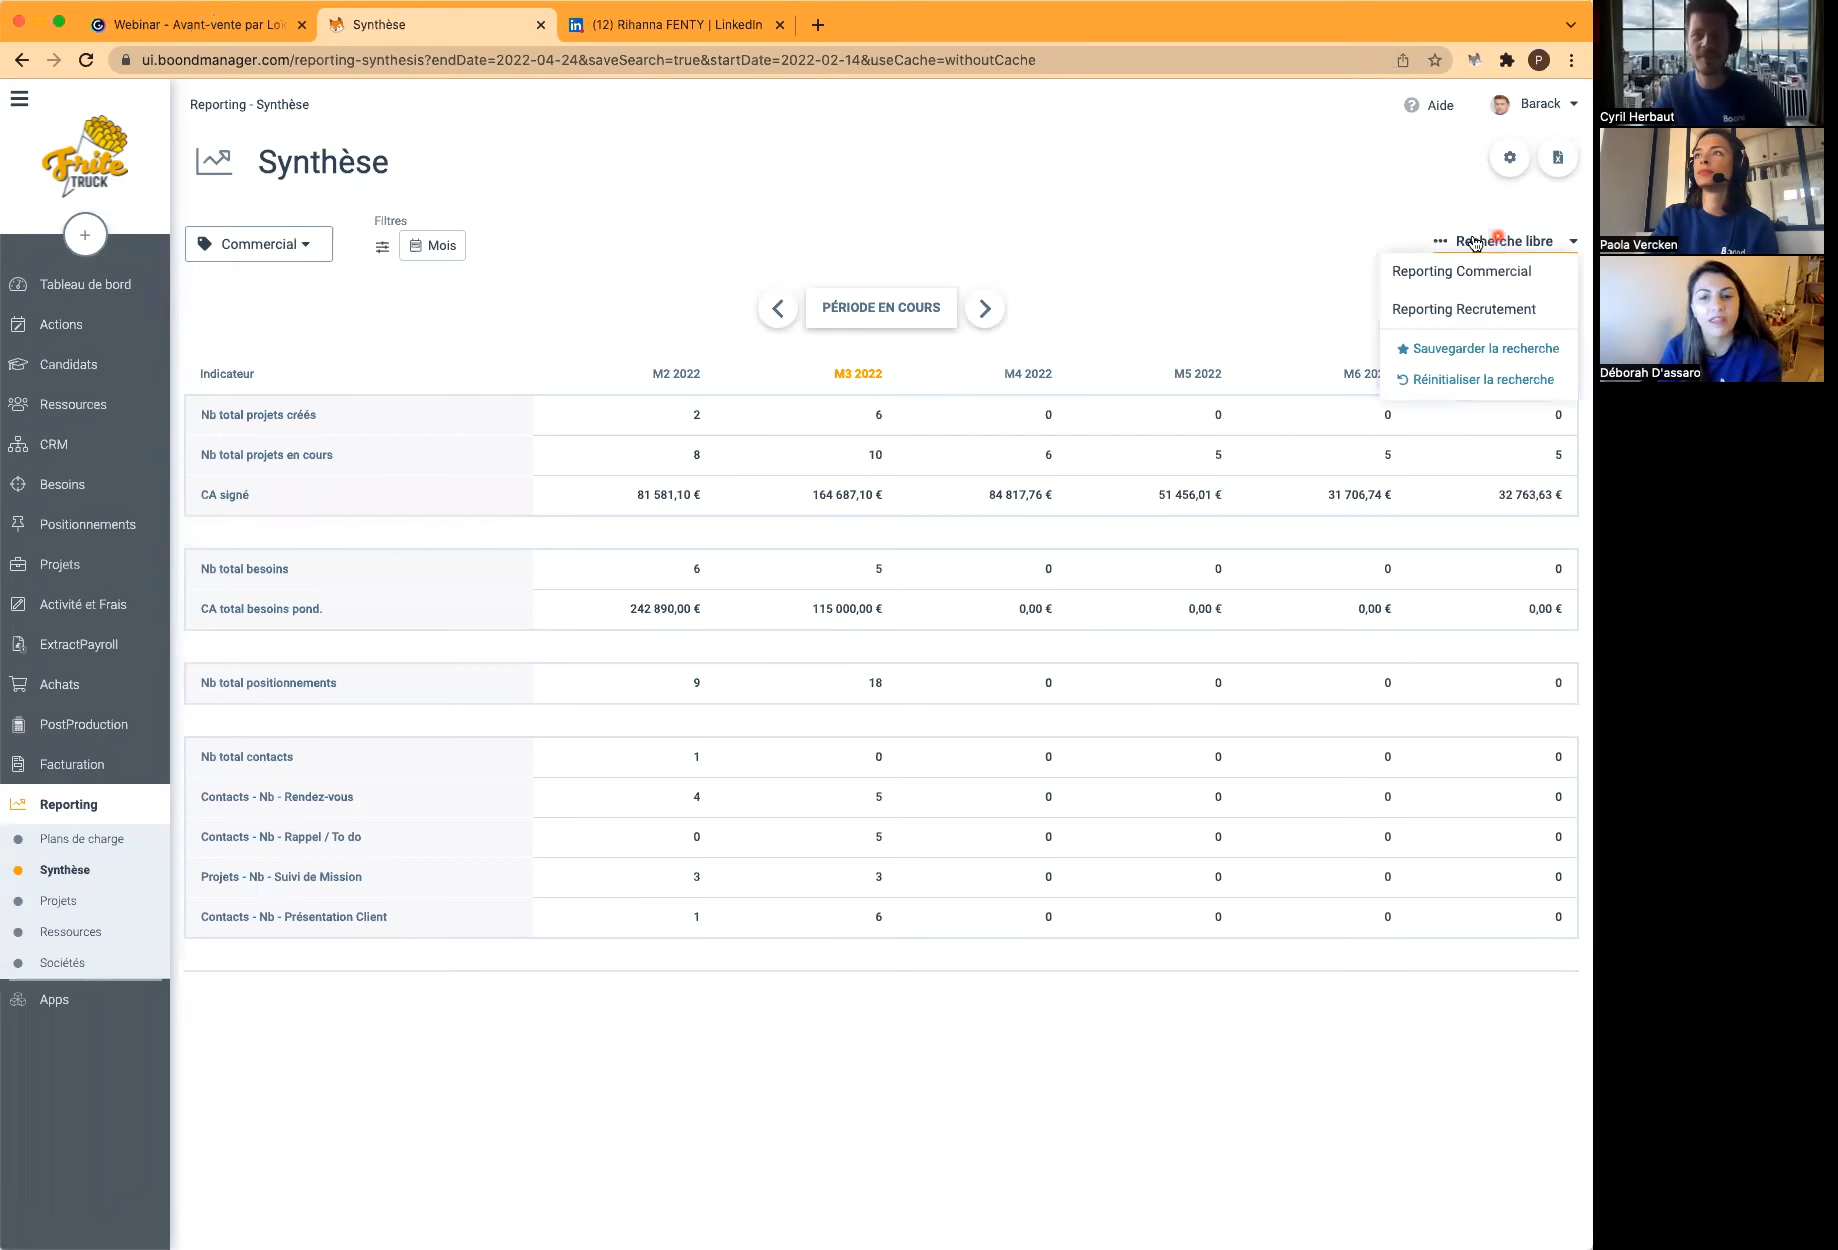 Webinar - Avant-vente par Loï
Synthèse
(12) Rihanna FENTY | LinkedIn
ui.boondmanager.com/reporting-synthesis?endDate=2022-04-24&saveSearch=true&startDate=2022-02-14&useCache=withoutCache
P
Frite
TRUCK
Reporting - Synthèse
Aide
Barack
Synthèse
Commercial
Filtres
Mois
Recherche libre
Reporting Commercial
Reporting Recrutement
Sauvegarder la recherche
Réinitialiser la recherche
PÉRIODE EN COURS
Tableau de bord
Actions
Candidats
Ressources
CRM
Besoins
Positionnements
Projets
Activité et Frais
ExtractPayroll
Achats
PostProduction
Facturation
Reporting
Plans de charge
Synthèse
Projets
Ressources
Sociétés
Apps
Indicateur M2 2022 M3 2022 M4 2022 M5 2022 M6 20
Nb total projets créés 2 6 0 0 0 0
Nb total projets en cours 8 10 6 5 5 5
CA signé 81 581,10 € 164 687,10 € 84 817,76 € 51 456,01 € 31 706,74 € 32 763,63 €
Nb total besoins 6 5 0 0 0 0
CA total besoins pond. 242 890,00 € 115 000,00 € 0,00 € 0,00 € 0,00 € 0,00 €
Nb total positionnements 9 18 0 0 0 0
Nb total contacts 1 0 0 0 0 0
Contacts - Nb - Rendez-vous 4 5 0 0 0 0
Contacts - Nb - Rappel / To do 0 5 0 0 0 0
Projets - Nb - Suivi de Mission 3 3 0 0 0 0
Contacts - Nb - Présentation Client 1 6 0 0 0 0
Cyril Herbaut
Paola Vercken
Déborah D'assaro